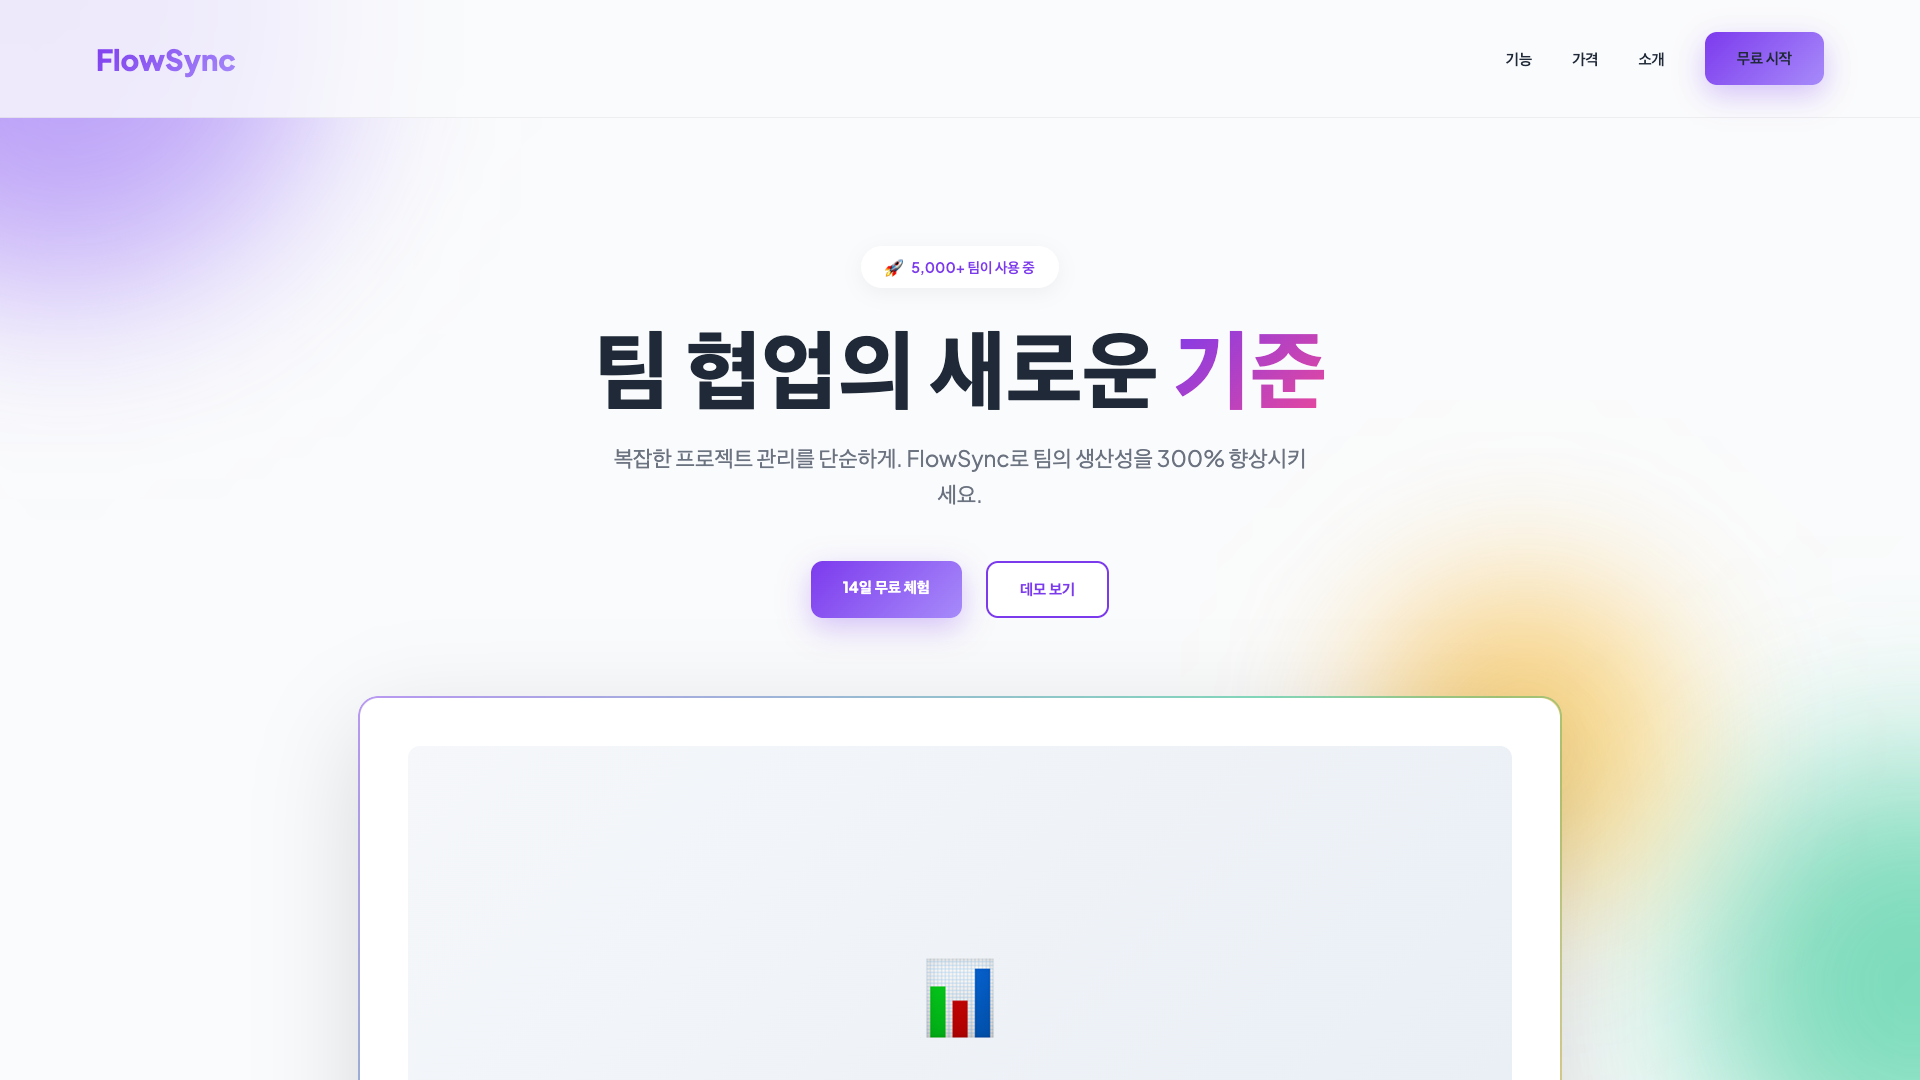 FlowSync
기능
가격
소개
무료 시작
🚀 5,000+ 팀이 사용 중
팀 협업의 새로운 기준
복잡한 프로젝트 관리를 단순하게. FlowSync로 팀의 생산성을 300% 향상시키
세요.
14일 무료 체험
데모 보기